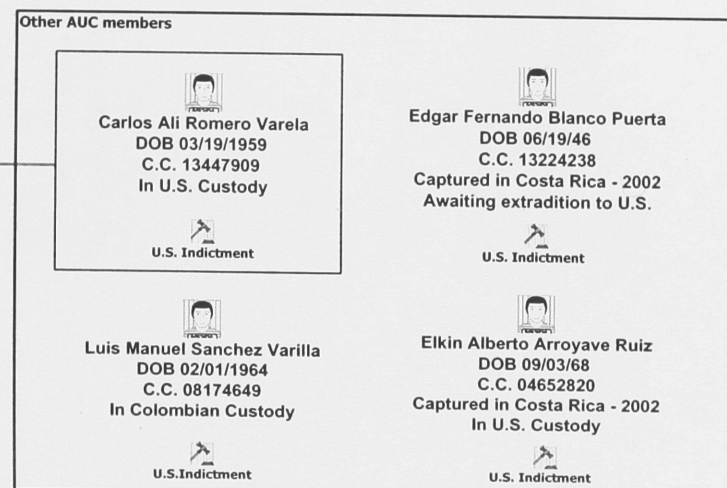 Other AUC members
Carlos Ali Romero Varela
DOB 03/19/1959
C.C. 13447909
In U.S. Custody
U.S. Indictment
Edgar Fernando Blanco Puerta
DOB 06/19/46
C.C. 13224238
Captured in Costa Rica - 2002
Awaiting extradition to U.S.
U.S. Indictment
Luis Manuel Sanchez Varilla
DOB 02/01/1964
C.C. 08174649
In Colombian Custody
U.S.Indictment
Elkin Alberto Arroyave Ruiz
DOB 09/03/68
C.C. 04652820
Captured in Costa Rica - 2002
In U.S. Custody
U.S. Indictment